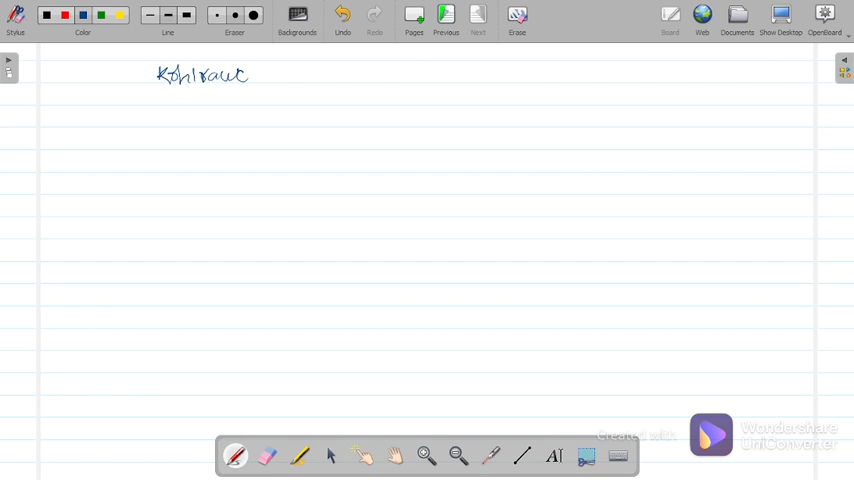 Stylus
Color
Line
Eraser
Backgrounds
Undo
Redo
Pages
Previous
Next
Erase
Board
Web
Documents
Show Desktop
OpenBoard
Kohlrauc
Created with
Wondershare
UniConverter